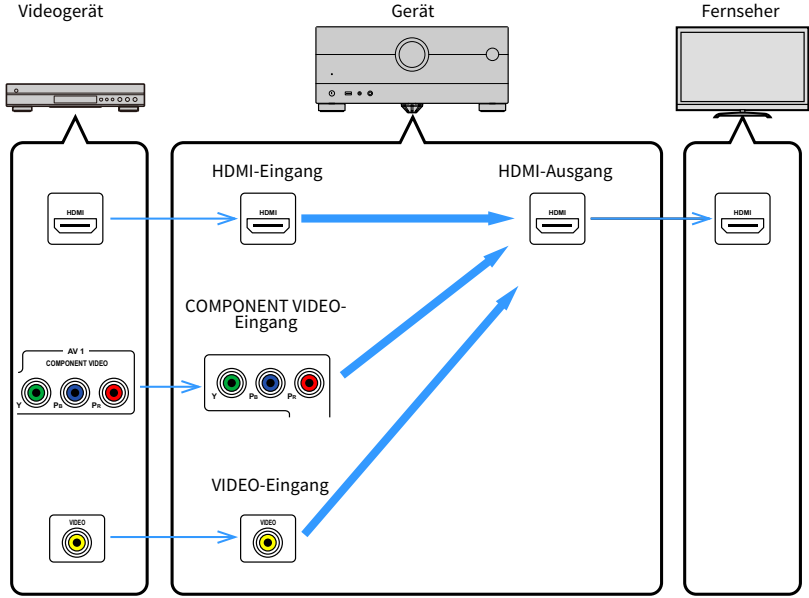 Videogerät
Gerät
Fernseher
HDMI-Eingang
HDMI-Ausgang
HDMI
HDMI
HDMI
HDMI
COMPONENT VIDEO-
Eingang
AV 1
COMPONENT VIDEO
Y PB PR
Y PB PR
VIDEO-Eingang
VIDEO
VIDEO